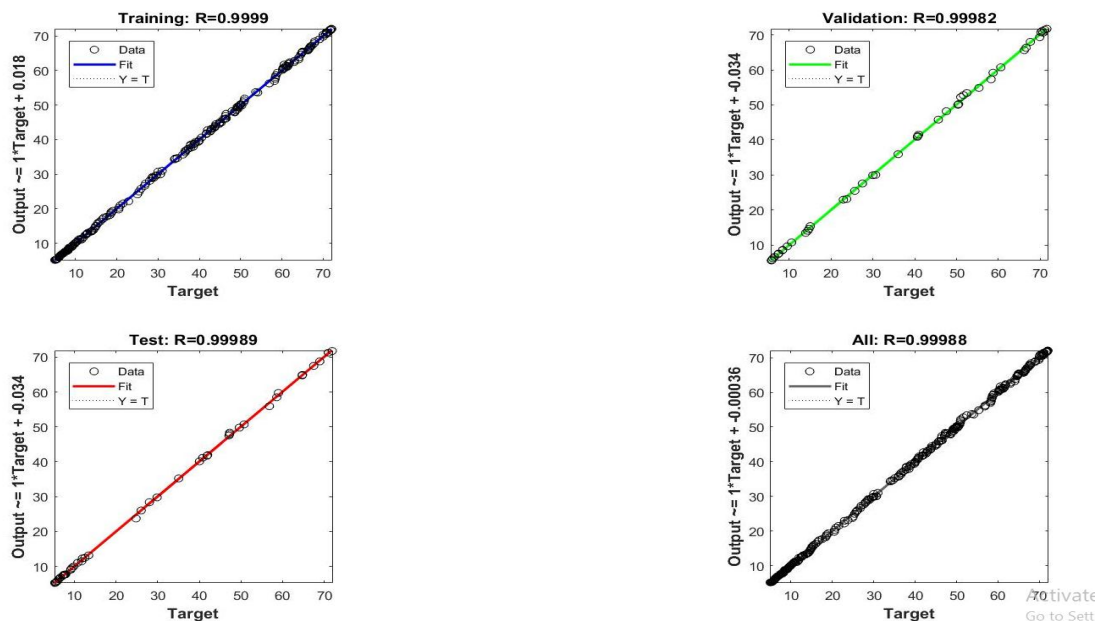 Training: R=0.9999
Output ~= 1*Target + 0.018
70
60
50
40
30
20
10
Data
Fit
Y = T
10 20 30 40 50 60 70
Target
Validation: R=0.99982
Output ~= 1*Target + -0.034
70
60
50
40
30
20
10
Data
Fit
Y = T
10 20 30 40 50 60 70
Target
Test: R=0.99989
Output ~= 1*Target + -0.034
70
60
50
40
30
20
10
Data
Fit
Y = T
10 20 30 40 50 60 70
Target
All: R=0.99988
Output ~= 1*Target + -0.00036
70
60
50
40
30
20
10
Data
Fit
Y = T
10 20 30 40 50 60 70
Target
Activate
Go to Sett